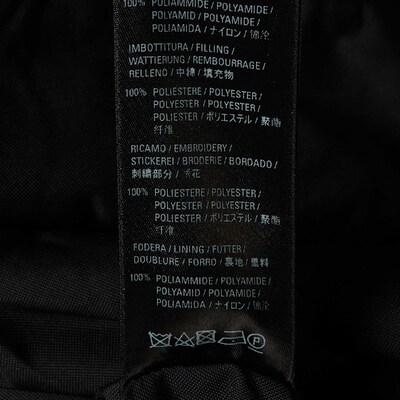 100% POLIAMMIDE / POLYAMIDE /
POLYAMID / POLYAMIDE /
POLIAMIDA / ナイロン / 锦纶
IMBOTTITURA / FILLING /
WATTIERUNG / REMBOURRAGE /
RELLENO / 中綿 / 填充物
100% POLIESTERE / POLYESTER /
POLYESTER / POLYESTER /
POLIESTER / ポリエステル / 聚酯
纤维
RICAMO / EMBROIDERY /
STICKEREI / BRODERIE / BORDADO /
刺繍部分 / 花
100% POLIESTERE / POLYESTER /
POLYESTER / POLYESTER /
POLIESTER / ポリエステル / 聚酯
纤维
FODERA / LINING / FUTTER /
DOUBLURE / FORRO / 裏地 / 里料
100% POLIAMMIDE / POLYAMIDE /
POLYAMID / POLYAMIDE /
POLIAMIDA / ナイロン / 锦纶